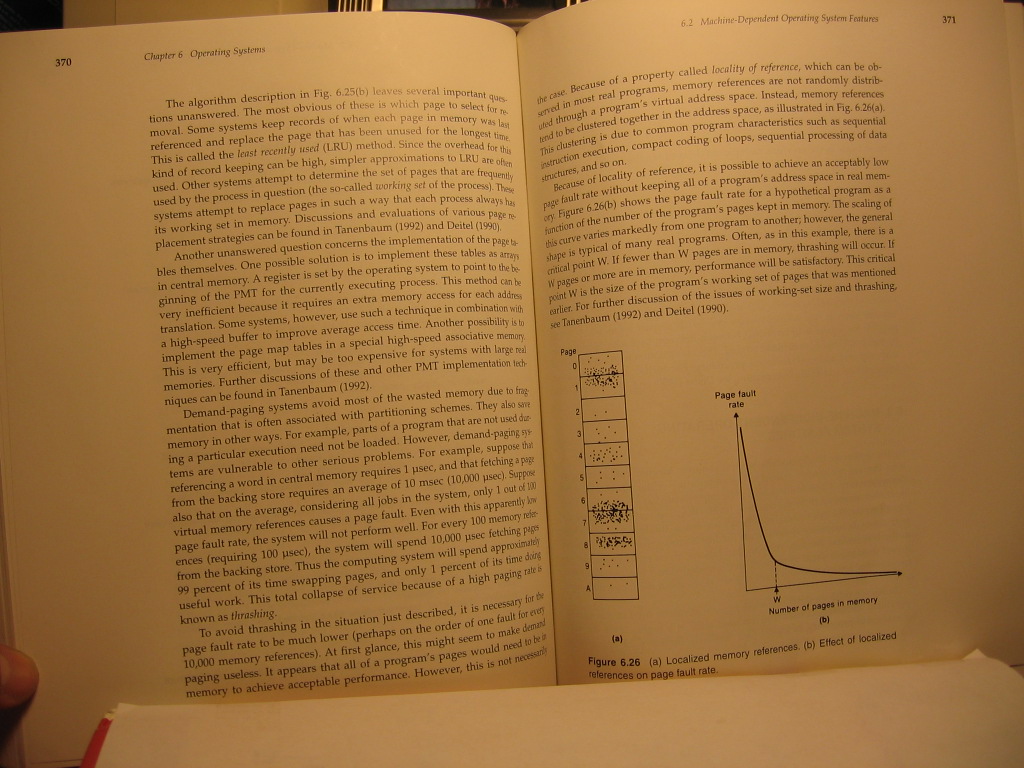 370
Chapter 6 Operating Systems
The algorithm description in Fig. 6.25(b) leaves several important ques-
tions unanswered. The most obvious of these is which page to select for re-
moval. Some systems keep records of when each page in memory was last
referenced and replace the page that has been unused for the longest time.
This is called the least recently used (LRU) method. Since the overhead for this
kind of record keeping can be high, simpler approximations to LRU are often
used. Other systems attempt to determine the set of pages that are frequently
used by the process in question (the so-called working set of the process). These
systems attempt to replace pages in such a way that each process always has
its working set in memory. Discussions and evaluations of various page re-
placement strategies can be found in Tanenbaum (1992) and Deitel (1990).
Another unanswered question concerns the implementation of the page ta-
bles themselves. One possible solution is to implement these tables as arrays
in central memory. A register is set by the operating system to point to the be-
ginning of the PMT for the currently executing process. This method can be
very inefficient because it requires an extra memory access for each address
translation. Some systems, however, use such a technique in combination with
a high-speed buffer to improve average access time. Another possibility is to
implement the page map tables in a special high-speed associative memory.
This is very efficient, but may be too expensive for systems with large real
memories. Further discussions of these and other PMT implementation tech-
niques can be found in Tanenbaum (1992).
Demand-paging systems avoid most of the wasted memory due to frag-
mentation that is often associated with partitioning schemes. They also save
memory in other ways. For example, parts of a program that are not used dur-
ing a particular execution need not be loaded. However, demand-paging sys-
tems are vulnerable to other serious problems. For example, suppose that
referencing a word in central memory requires 1 μsec, and that fetching a page
from the backing store requires an average of 10 msec (10,000 μsec). Suppose
also that on the average, considering all jobs in the system, only 1 out of 100
virtual memory references causes a page fault. Even with this apparently low
page fault rate, the system will not perform well. For every 100 memory refer-
ences (requiring 100 μsec), the system will spend 10,000 μsec fetching pages
from the backing store. Thus the computing system will spend approximately
99 percent of its time swapping pages, and only 1 percent of its time doing
useful work. This total collapse of service because of a high paging rate is
known as thrashing.
To avoid thrashing in the situation just described, it is necessary for the
page fault rate to be much lower (perhaps on the order of one fault for every
10,000 memory references). At first glance, this might seem to make demand
paging useless. It appears that all of a program's pages would need to be in
memory to achieve acceptable performance. However, this is not necessarily
6.2 Machine-Dependent Operating System Features
371
the case. Because of a property called locality of reference, which can be ob-
served in most real programs, memory references are not randomly distrib-
uted through a program's virtual address space. Instead, memory references
tend to be clustered together in the address space, as illustrated in Fig. 6.26(a).
This clustering is due to common program characteristics such as sequential
instruction execution, compact coding of loops, sequential processing of data
structures, and so on.
Because of locality of reference, it is possible to achieve an acceptably low
page fault rate without keeping all of a program's address space in real mem-
ory. Figure 6.26(b) shows the page fault rate for a hypothetical program as a
function of the number of the program's pages kept in memory. The scaling of
this curve varies markedly from one program to another; however, the general
shape is typical of many real programs. Often, as in this example, there is a
critical point W. If fewer than W pages are in memory, thrashing will occur. If
W pages or more are in memory, performance will be satisfactory. This critical
point W is the size of the program's working set of pages that was mentioned
earlier. For further discussion of the issues of working-set size and thrashing,
see Tanenbaum (1992) and Deitel (1990).
Page
0
1
2
3
4
5
6
7
8
9
A
(a)
Page fault
rate
W
Number of pages in memory
(b)
Figure 6.26 (a) Localized memory references. (b) Effect of localized
references on page fault rate.